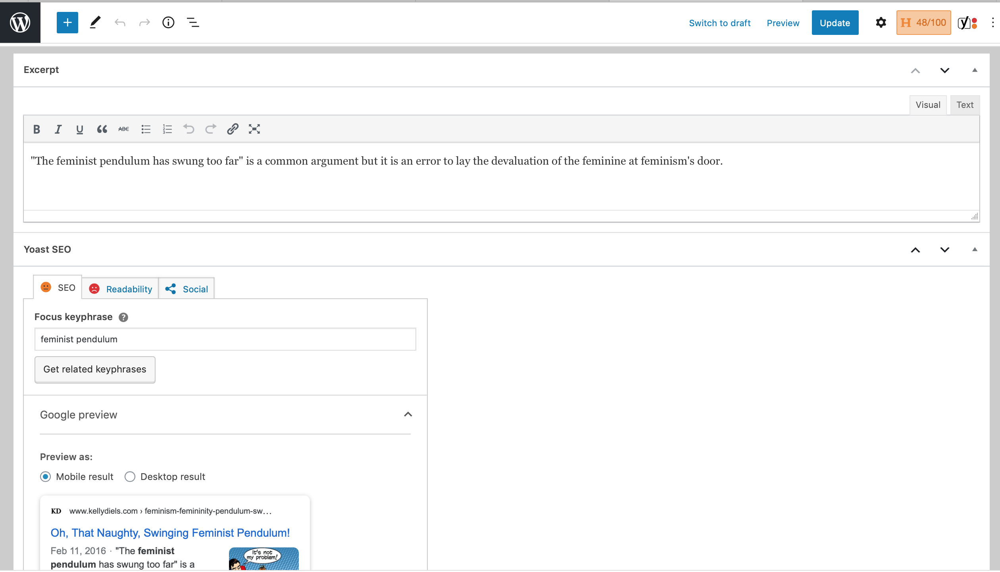 Switch to draft
Preview
Update
H 48/100
Excerpt
Visual
Text
B I U ABC
"The feminist pendulum has swung too far" is a common argument but it is an error to lay the devaluation of the feminine at feminism's door.
Yoast SEO
SEO
Readability
Social
Focus keyphrase ?
feminist pendulum
Get related keyphrases
Google preview
Preview as:
Mobile result
Desktop result
KD www.kellydiels.com › feminism-femininity-pendulum-sw…
Oh, That Naughty, Swinging Feminist Pendulum!
Feb 11, 2016 · "The feminist
pendulum has swung too far" is a
It's not
my problem!